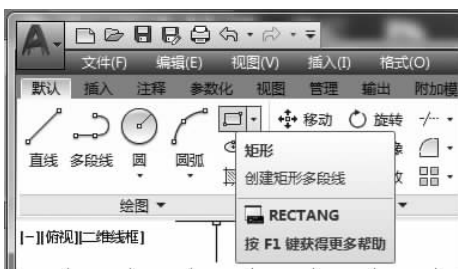 文件(F) 编辑(E) 视图(V) 插入(I) 格式(O)
默认 插入 注释 参数化 视图 管理 输出 附加模
移动 旋转
直线 多段线 圆 圆弧
矩形
创建矩形多段线
绘图
RECTANG
按 F1 键获得更多帮助
[-][俯视][二维线框]